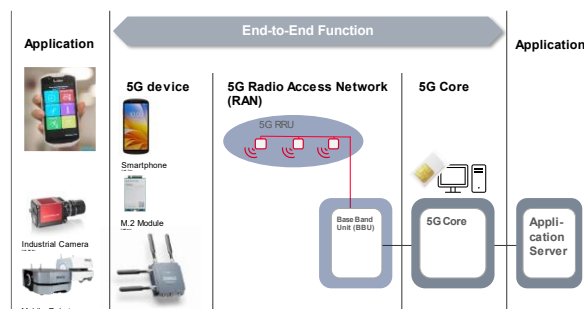 End-to-End Function
Application
Application
5G device
5G Radio Access Network
(RAN)
5G Core
5G RRU
Smartphone
M.2 Module
Industrial Camera
Base Band
Unit (BBU)
5G Core
Appli-
cation
Server